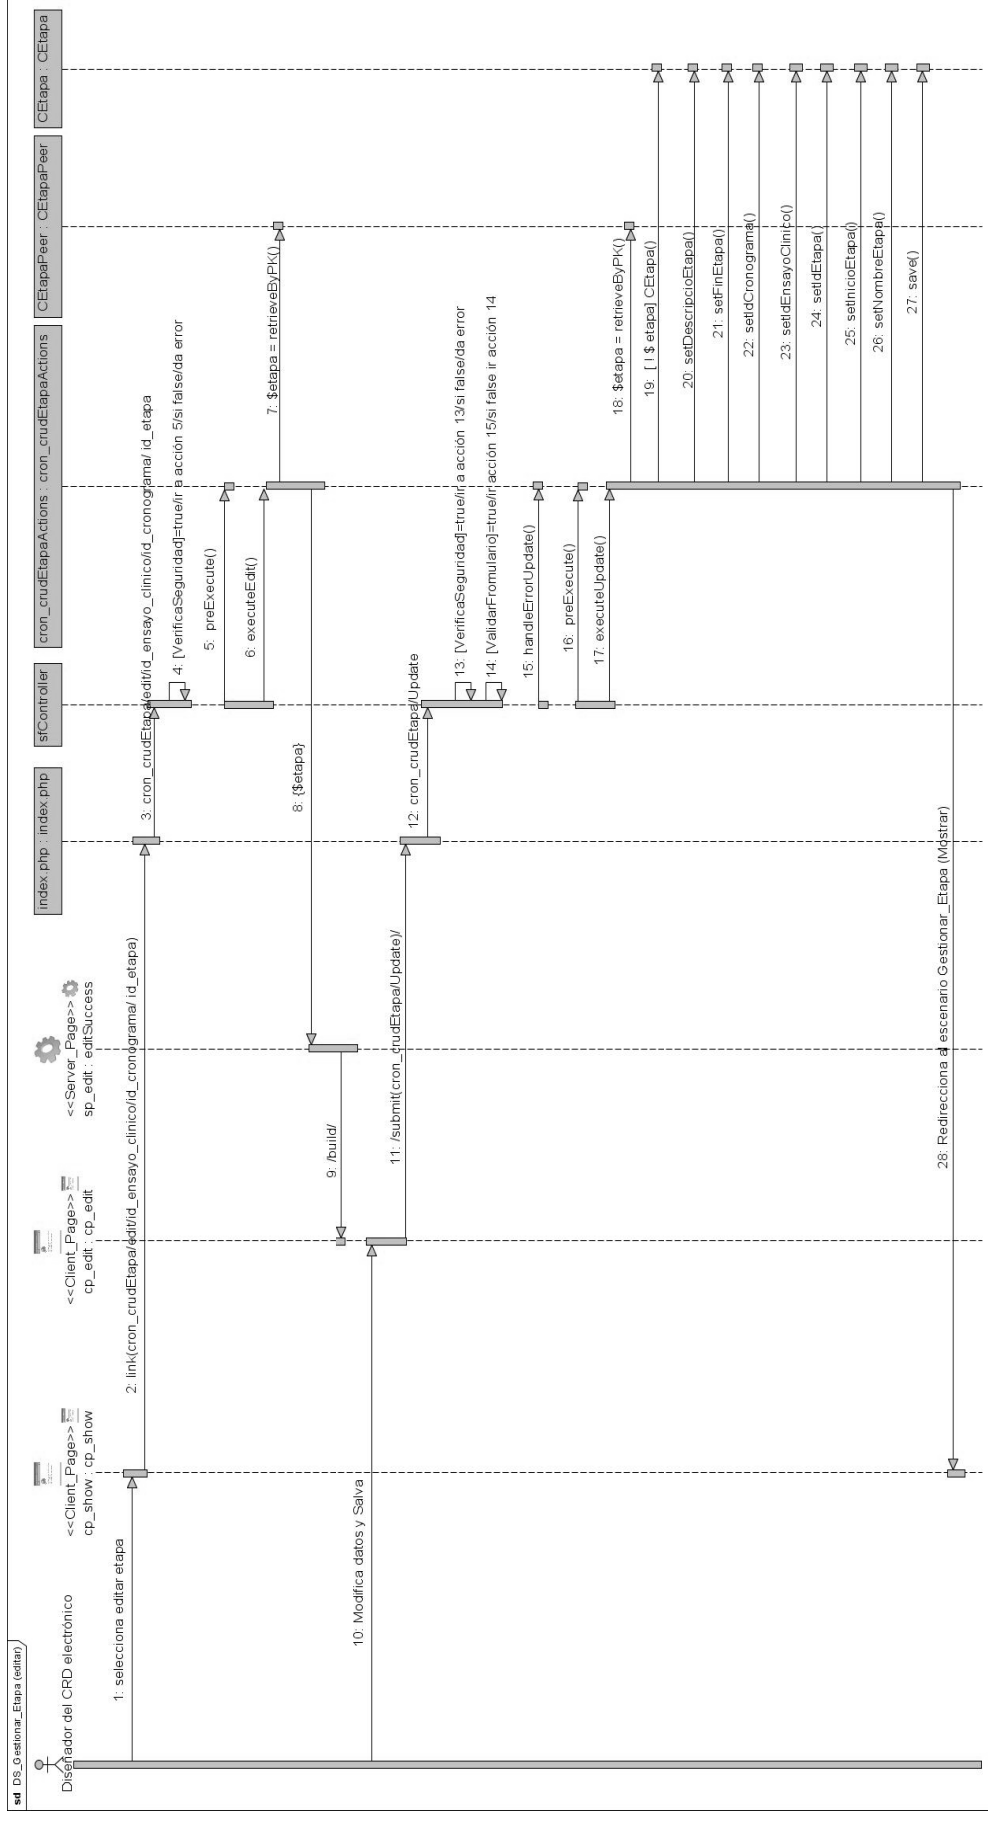 sd DS_Gestionar_Etapa (editar)
Diseñador del CRD electrónico
<<Client_Page>>
cp_show : cp_show
<<Client_Page>>
cp_edit : cp_edit
<<Server_Page>>
sp_edit : editSuccess
index.php : index.php
sfController
cron_crudEtapaActions : cron_crudEtapaActions
CEtapaPeer : CEtapaPeer
CEtapa : CEtapa
1: selecciona editar etapa
2: link(cron_crudEtapa/edit/id_ensayo_clinico/id_cronograma/ id_etapa)
3: cron_crudEtapa/edit/id_ensayo_clinico/id_cronograma/ id_etapa
4: [VerificaSeguridad]=true/ir a acción 5/si false/da error
5: preExecute()
6: executeEdit()
7: $etapa = retrieveByPK()
8: {$etapa}
9: /build/
10: Modifica datos y Salva
11: /submit(cron_crudEtapa/Update)/
12: cron_crudEtapa/Update
13: [VerificaSeguridad]=true/ir a acción 13/si false/da error
14: [ValidarFromulario]=true/ir acción 15/si false ir acción 14
15: handleErrorUpdate()
16: preExecute()
17: executeUpdate()
18: $etapa = retrieveByPK()
19: [ ! $ etapa] CEtapa()
20: setDescripcioEtapa()
21: setFinEtapa()
22: setIdCronograma()
23: setIdEnsayoClinico()
24: setIdEtapa()
25: setInicioEtapa()
26: setNombreEtapa()
27: save()
28: Redirecciona al escenario Gestionar_Etapa (Mostrar)